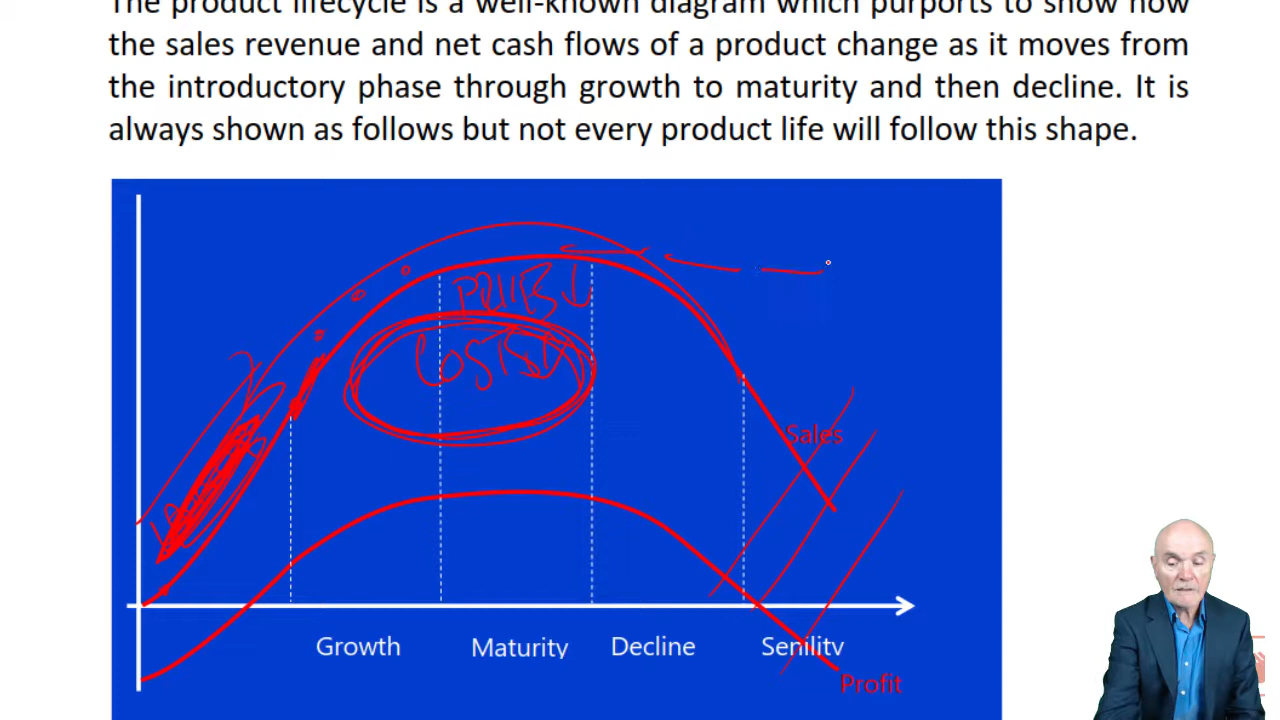 The product lifecycle is a well-known diagram which purports to show how
the sales revenue and net cash flows of a product change as it moves from
the introductory phase through growth to maturity and then decline. It is
always shown as follows but not every product life will follow this shape.
Sales
Growth
Maturity
Decline
Senility
Profit